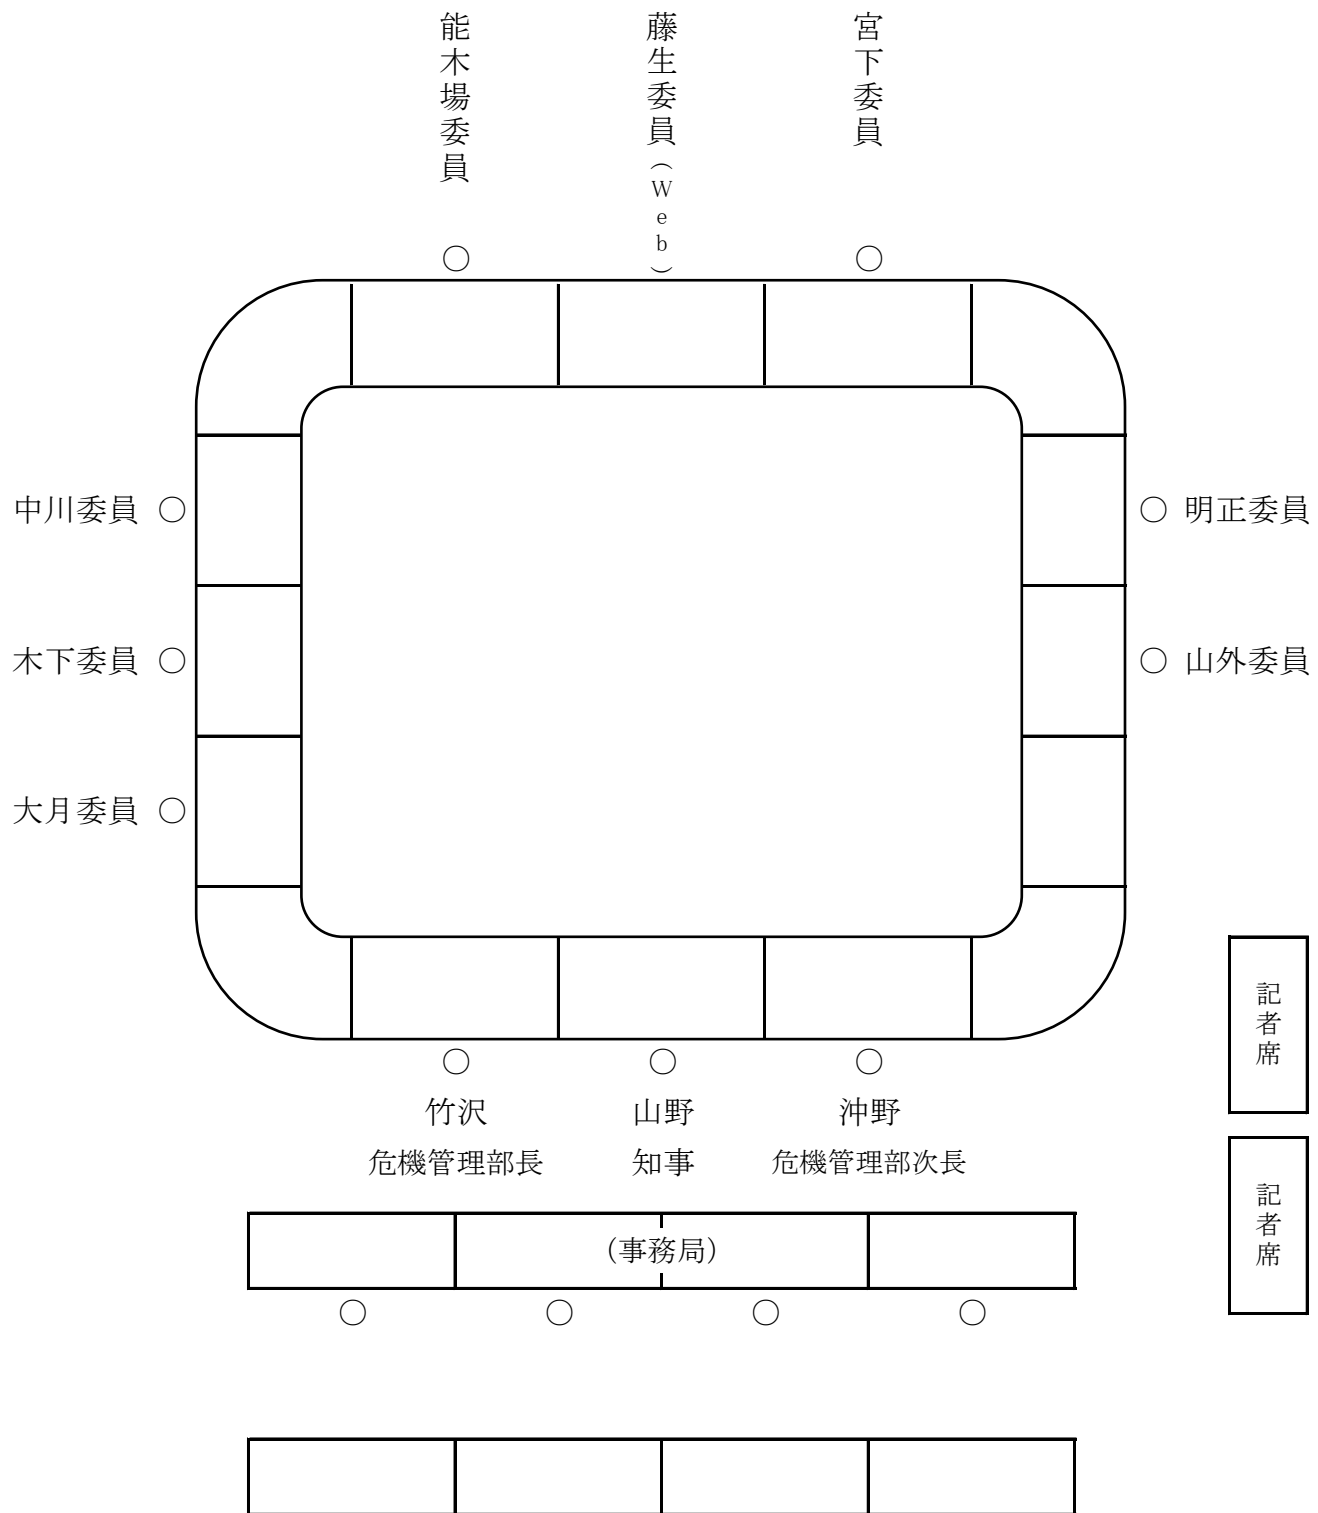 能木場委員
藤生委員(Web)
宮下委員
○
○
中川委員 ○
○ 明正委員
木下委員 ○
○ 山外委員
大月委員 ○
○
○
○
竹沢
危機管理部長
山野
知事
沖野
危機管理部次長
記者席
記者席
(事務局)
○
○
○
○